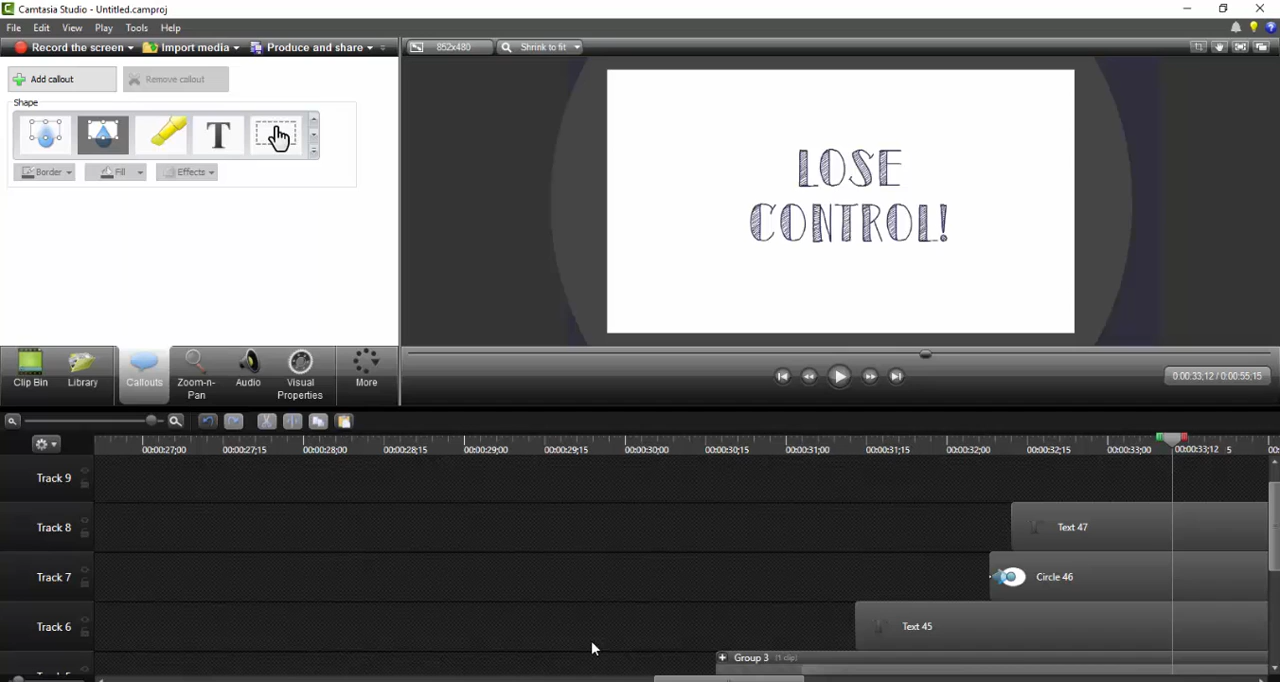 Camtasia Studio - Untitled.camproj
File Edit View Play Tools Help
Record the screen Import media Produce and share
852x480 Shrink to fit
Add callout Remove callout
Shape
T
Border Fill Effects
LOSE
CONTROL!
Clip Bin Library Callouts Zoom-n-Pan Audio Visual Properties More
0:00:33;12 / 0:00:55;15
00:00:27;00 00:00:27;15 00:00:28;00 00:00:28;15 00:00:29;00 00:00:29;15 00:00:30;00 00:00:30;15 00:00:31;00 00:00:31;15 00:00:32;00 00:00:32;15 00:00:33;00 00:00:33;12
Track 9
Track 8 Text 47
Track 7 Circle 46
Track 6 Text 45
Group 3 (1 clip)